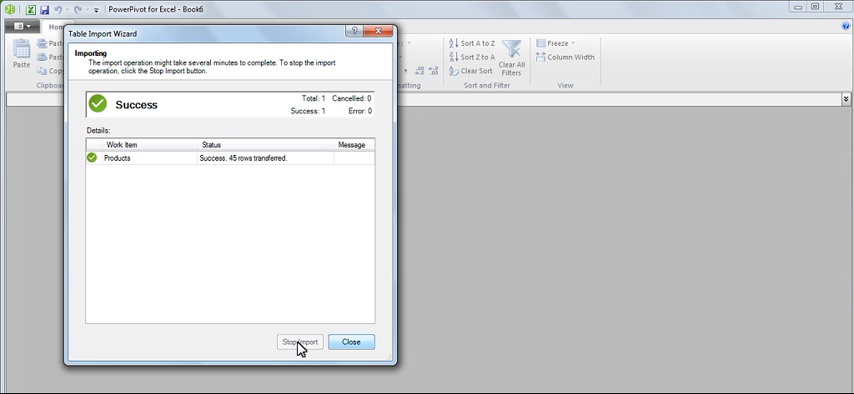 PowerPivot for Excel - Book6
Table Import Wizard
Importing
The import operation might take several minutes to complete. To stop the import
operation, click the Stop Import button.
Success
Total: 1 Cancelled: 0
Success: 1 Error: 0
Details:
Work Item Status Message
Products Success. 45 rows transferred.
Stop Import Close
Paste
Sort A to Z
Sort Z to A
Clear Sort
Clear All
Filters
Sort and Filter
Freeze
Column Width
View